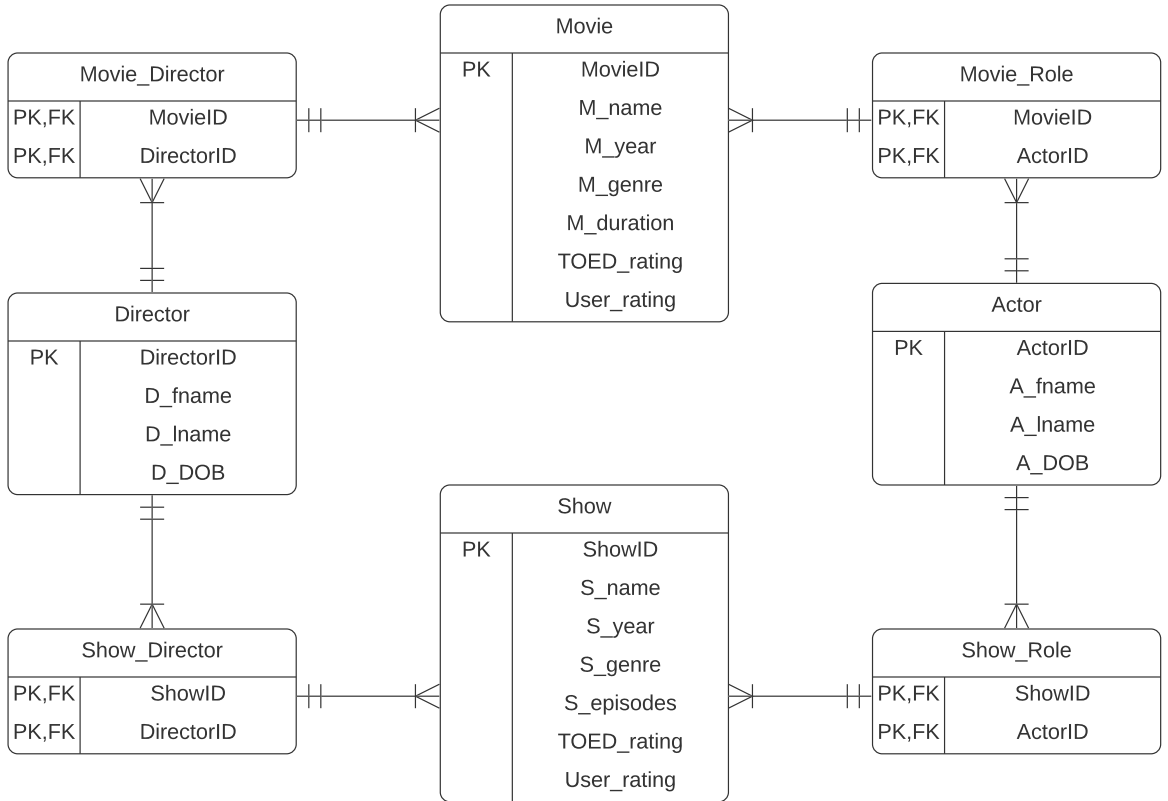 Movie
PK MovieID
M_name
M_year
M_genre
M_duration
TOED_rating
User_rating
Movie_Director
PK,FK MovieID
PK,FK DirectorID
Movie_Role
PK,FK MovieID
PK,FK ActorID
Director
PK DirectorID
D_fname
D_lname
D_DOB
Actor
PK ActorID
A_fname
A_lname
A_DOB
Show
PK ShowID
S_name
S_year
S_genre
S_episodes
TOED_rating
User_rating
Show_Director
PK,FK ShowID
PK,FK DirectorID
Show_Role
PK,FK ShowID
PK,FK ActorID